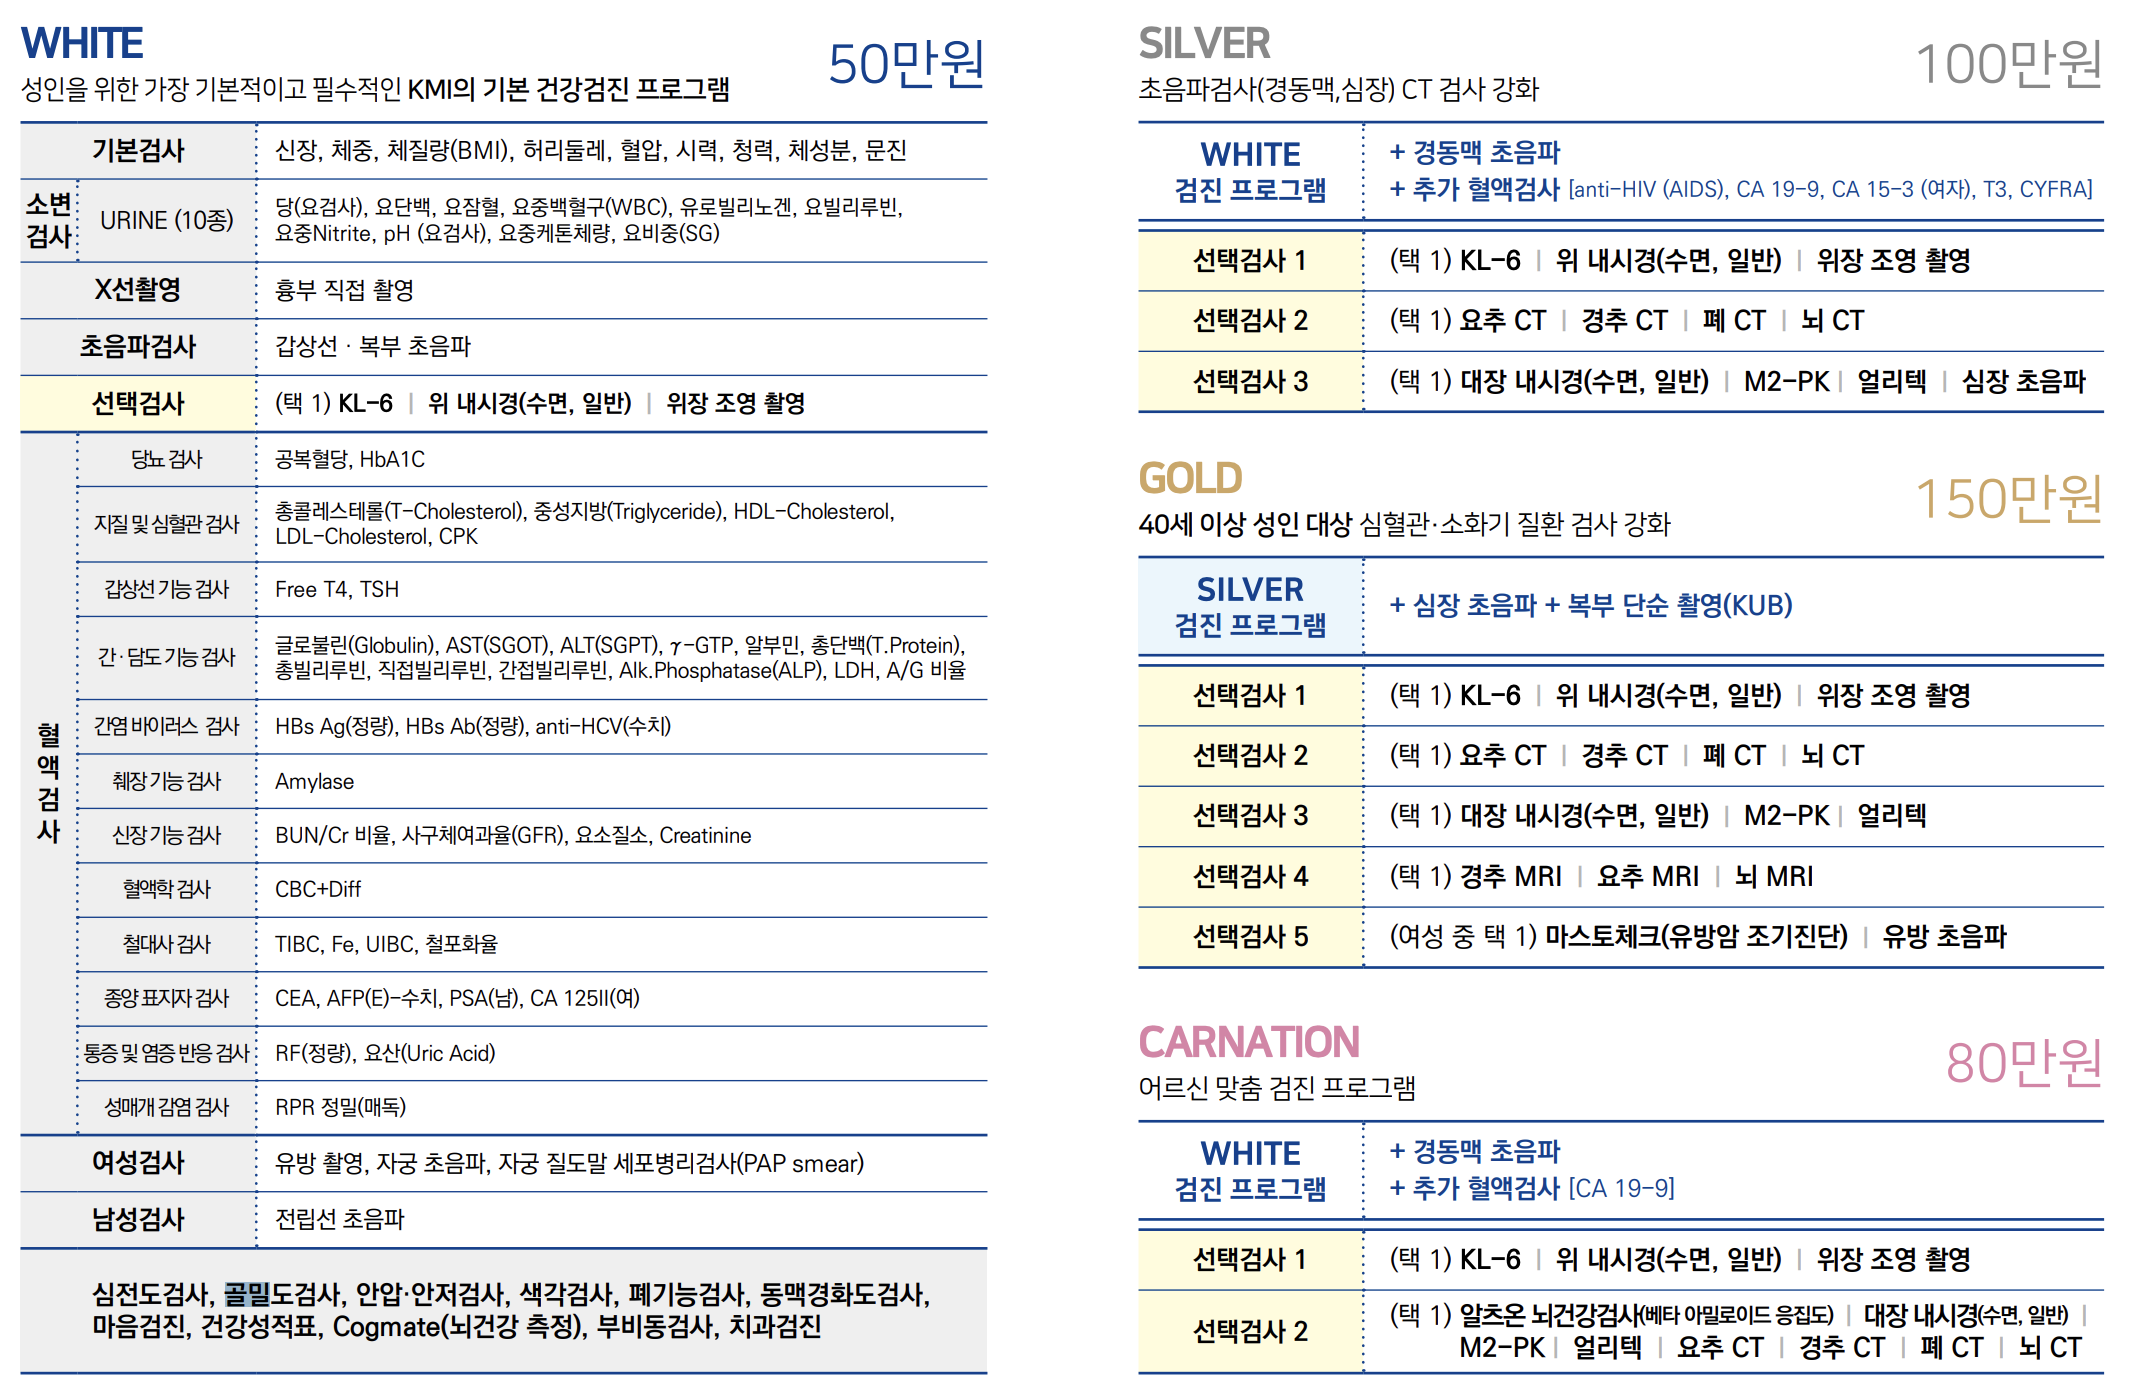 WHITE
50만원
성인을 위한 가장 기본적이고 필수적인 KMI의 기본 건강검진 프로그램
기본검사
신장, 체중, 체질량(BMI), 허리둘레, 혈압, 시력, 청력, 체성분, 문진
소변
검사
URINE (10종)
당(요검사), 요단백, 요잠혈, 요중백혈구(WBC), 유로빌리노겐, 요빌리루빈,
요중Nitrite, pH (요검사), 요중케톤체량, 요비중(SG)
X선촬영
흉부 직접 촬영
초음파검사
갑상선 · 복부 초음파
선택검사
(택 1) KL-6 | 위 내시경(수면, 일반) | 위장 조영 촬영
혈
액
검
사
당뇨 검사
공복혈당, HbA1C
지질 및 심혈관 검사
총콜레스테롤(T-Cholesterol), 중성지방(Triglyceride), HDL-Cholesterol,
LDL-Cholesterol, CPK
갑상선 기능 검사
Free T4, TSH
간 · 담도 기능 검사
글로불린(Globulin), AST(SGOT), ALT(SGPT), γ-GTP, 알부민, 총단백(T.Protein),
총빌리루빈, 직접빌리루빈, 간접빌리루빈, Alk.Phosphatase(ALP), LDH, A/G 비율
간염 바이러스 검사
HBs Ag(정량), HBs Ab(정량), anti-HCV(수치)
췌장 기능 검사
Amylase
신장 기능 검사
BUN/Cr 비율, 사구체여과율(GFR), 요소질소, Creatinine
혈액학 검사
CBC+Diff
철대사 검사
TIBC, Fe, UIBC, 철포화율
종양 표지자 검사
CEA, AFP(E)-수치, PSA(남), CA 125II(여)
통증 및 염증 반응 검사
RF(정량), 요산(Uric Acid)
성매개 감염 검사
RPR 정밀(매독)
여성검사
유방 촬영, 자궁 초음파, 자궁 질도말 세포병리검사(PAP smear)
남성검사
전립선 초음파
심전도검사, 골밀도검사, 안압·안저검사, 색각검사, 폐기능검사, 동맥경화도검사,
마음검진, 건강성적표, Cogmate(뇌건강 측정), 부비동검사, 치과검진
SILVER
100만원
초음파검사(경동맥,심장) CT 검사 강화
WHITE
검진 프로그램
+ 경동맥 초음파
+ 추가 혈액검사 [anti-HIV (AIDS), CA 19-9, CA 15-3 (여자), T3, CYFRA]
선택검사 1
(택 1) KL-6 | 위 내시경(수면, 일반) | 위장 조영 촬영
선택검사 2
(택 1) 요추 CT | 경추 CT | 폐 CT | 뇌 CT
선택검사 3
(택 1) 대장 내시경(수면, 일반) | M2-PK | 얼리텍 | 심장 초음파
GOLD
150만원
40세 이상 성인 대상 심혈관·소화기 질환 검사 강화
SILVER
검진 프로그램
+ 심장 초음파 + 복부 단순 촬영(KUB)
선택검사 1
(택 1) KL-6 | 위 내시경(수면, 일반) | 위장 조영 촬영
선택검사 2
(택 1) 요추 CT | 경추 CT | 폐 CT | 뇌 CT
선택검사 3
(택 1) 대장 내시경(수면, 일반) | M2-PK | 얼리텍
선택검사 4
(택 1) 경추 MRI | 요추 MRI | 뇌 MRI
선택검사 5
(여성 중 택 1) 마스토체크(유방암 조기진단) | 유방 초음파
CARNATION
80만원
어르신 맞춤 검진 프로그램
WHITE
검진 프로그램
+ 경동맥 초음파
+ 추가 혈액검사 [CA 19-9]
선택검사 1
(택 1) KL-6 | 위 내시경(수면, 일반) | 위장 조영 촬영
선택검사 2
(택 1) 알츠온 뇌건강검사(베타 아밀로이드 응집도) | 대장 내시경(수면, 일반) |
M2-PK | 얼리텍 | 요추 CT | 경추 CT | 폐 CT | 뇌 CT